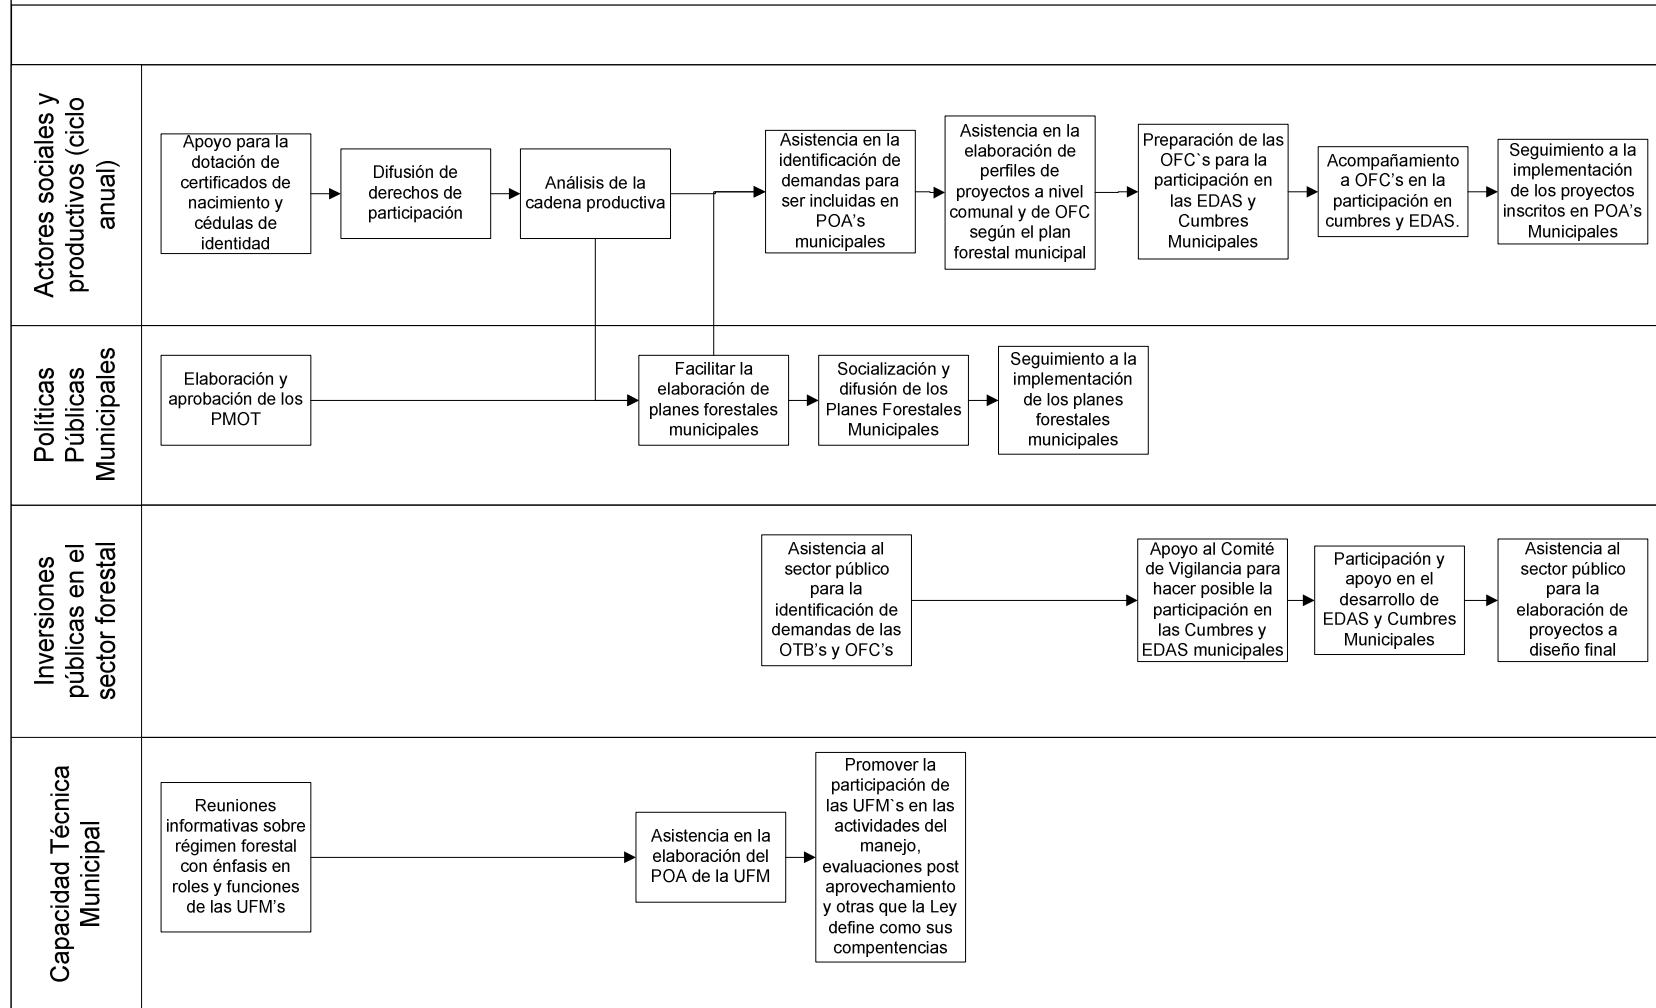 Actores sociales y
productivos (ciclo
anual)
Apoyo para la
dotación de
certificados de
nacimiento y
cédulas de
identidad
Difusión de
derechos de
participación
Análisis de la
cadena productiva
Asistencia en la
identificación de
demandas para
ser incluidas en
POA's
municipales
Asistencia en la
elaboración de
perfiles de
proyectos a nivel
comunal y de OFC
según el plan
forestal municipal
Preparación de las
OFC`s para la
participación en
las EDAS y
Cumbres
Municipales
Acompañamiento
a OFC's en la
participación en
cumbres y EDAS.
Seguimiento a la
implementación
de los proyectos
inscritos en POA's
Municipales
Políticas
Públicas
Municipales
Elaboración y
aprobación de los
PMOT
Facilitar la
elaboración de
planes forestales
municipales
Socialización y
difusión de los
Planes Forestales
Municipales
Seguimiento a la
implementación
de los planes
forestales
municipales
Inversiones
públicas en el
sector forestal
Asistencia al
sector público
para la
identificación de
demandas de las
OTB's y OFC's
Apoyo al Comité
de Vigilancia para
hacer posible la
participación en
las Cumbres y
EDAS municipales
Participación y
apoyo en el
desarrollo de
EDAS y Cumbres
Municipales
Asistencia al
sector público
para la
elaboración de
proyectos a
diseño final
Capacidad Técnica
Municipal
Reuniones
informativas sobre
régimen forestal
con énfasis en
roles y funciones
de las UFM's
Asistencia en la
elaboración del
POA de la UFM
Promover la
participación de
las UFM`s en las
actividades del
manejo,
evaluaciones post
aprovechamiento
y otras que la Ley
define como sus
compentencias